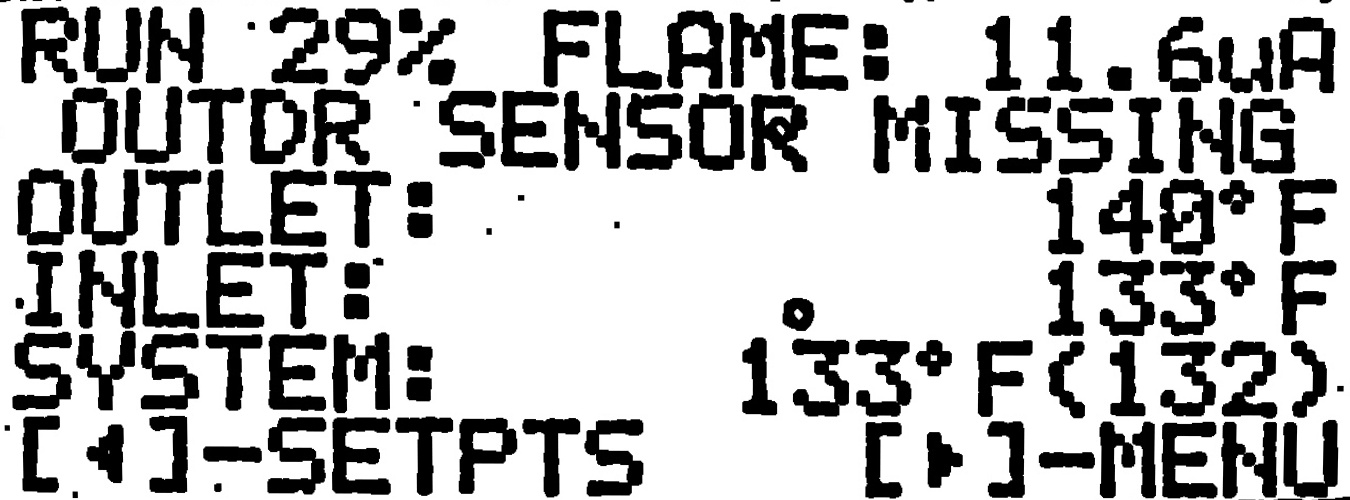 RUN 29% FLAME: 11.6uA
OUTDR SENSOR MISSING
OUTLET: 140°F
INLET: 133°F
SYSTEM: 133°F(132)
[◀]-SETPTS [▶]-MENU